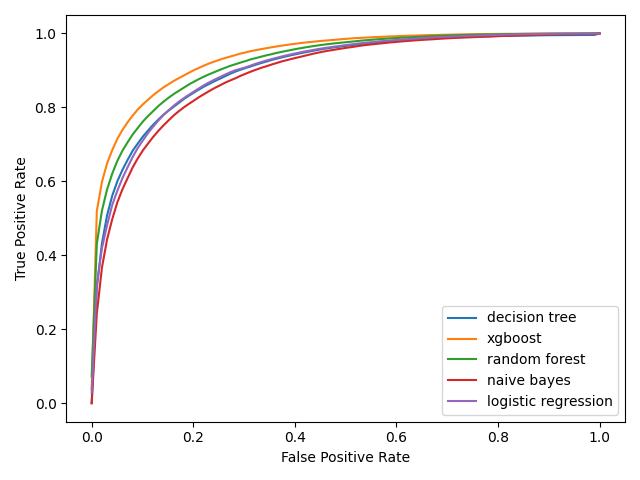 1.0
0.8
0.6
0.4
0.2
0.0
True Positive Rate
decision tree
xgboost
random forest
naive bayes
logistic regression
0.0 0.2 0.4 0.6 0.8 1.0
False Positive Rate